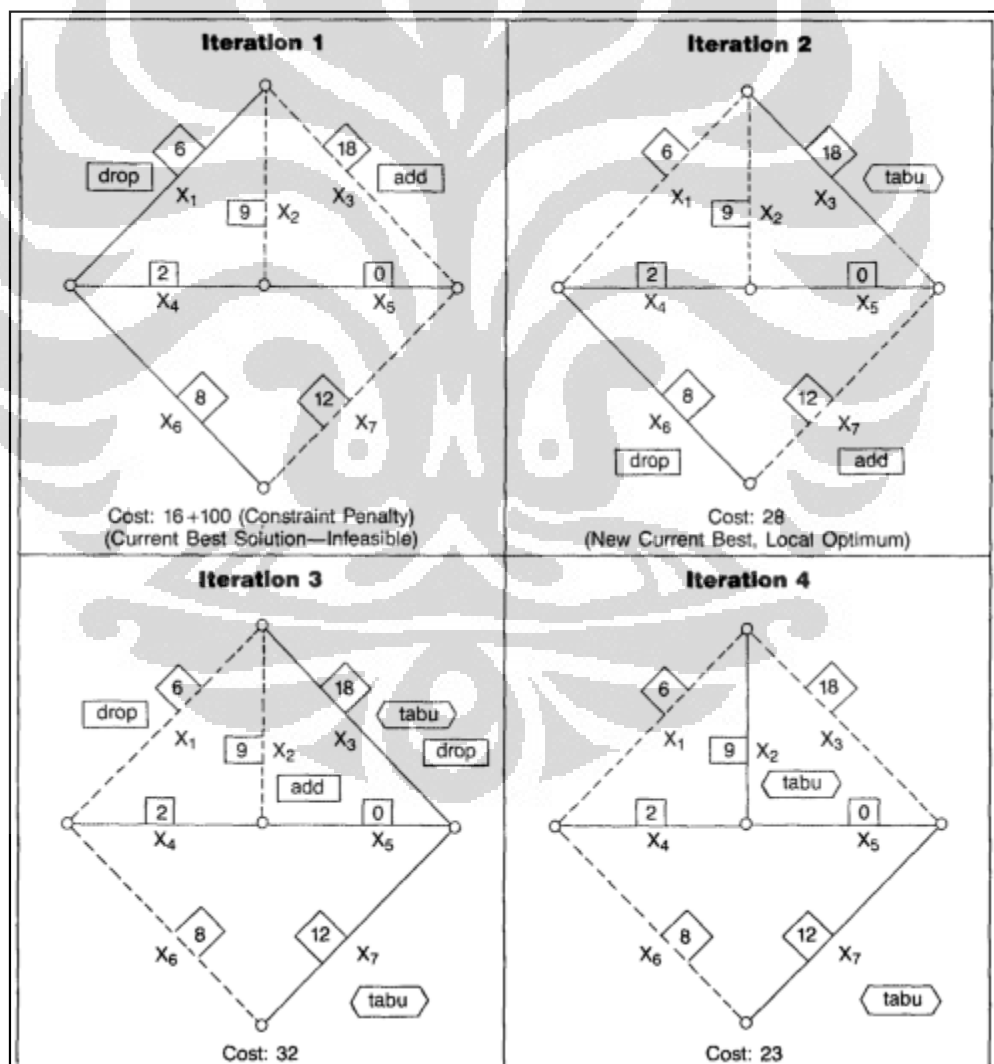 Iteration 1
6
18
drop
add
X1
X3
9
X2
2
0
X4
X5
8
12
X6
X7
Cost: 16+100 (Constraint Penalty)
(Current Best Solution—Infeasible)
Iteration 2
6
18
tabu
X1
X3
9
X2
2
0
X4
X5
8
12
X6
X7
drop
add
Cost: 28
(New Current Best, Local Optimum)
Iteration 3
6
18
drop
tabu
X1
X3
9
X2
drop
add
2
0
X4
X5
8
12
X6
X7
tabu
Cost: 32
Iteration 4
6
18
X1
X3
9
X2
tabu
2
0
X4
X5
8
12
X6
X7
tabu
Cost: 23